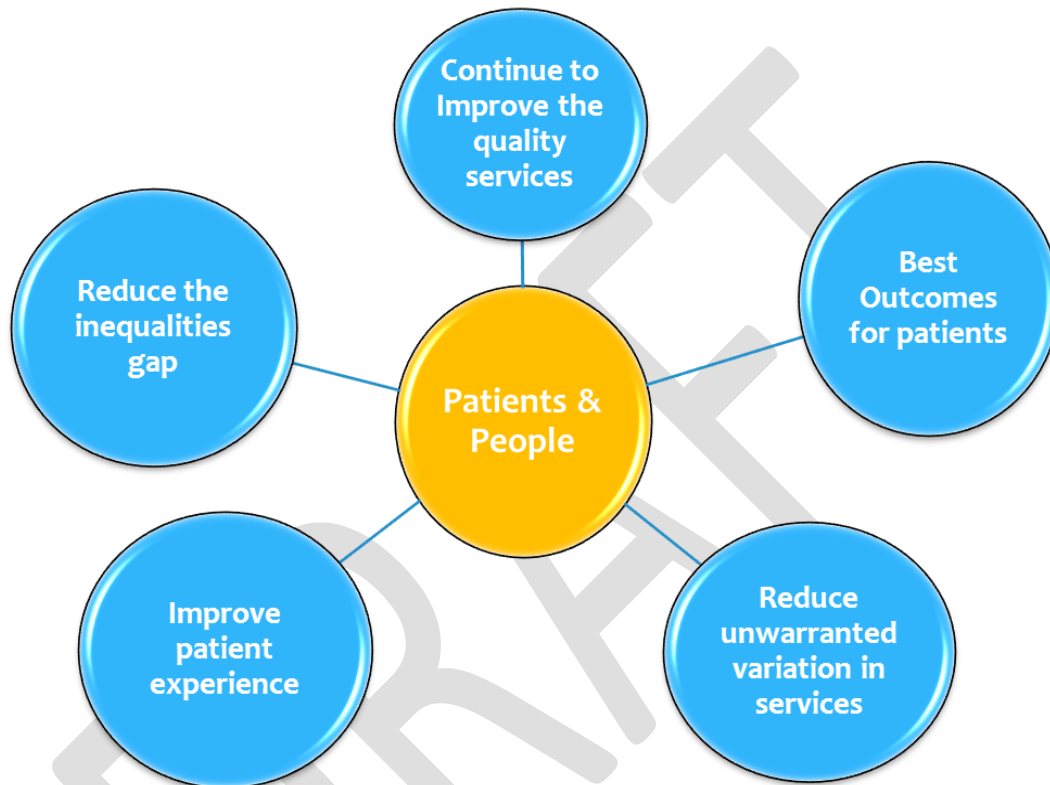 Continue to
Improve the
quality
services
Best
Outcomes
for patients
Reduce the
inequalities
gap
Patients &
People
Improve
patient
experience
Reduce
unwarranted
variation in
services
DRAFT